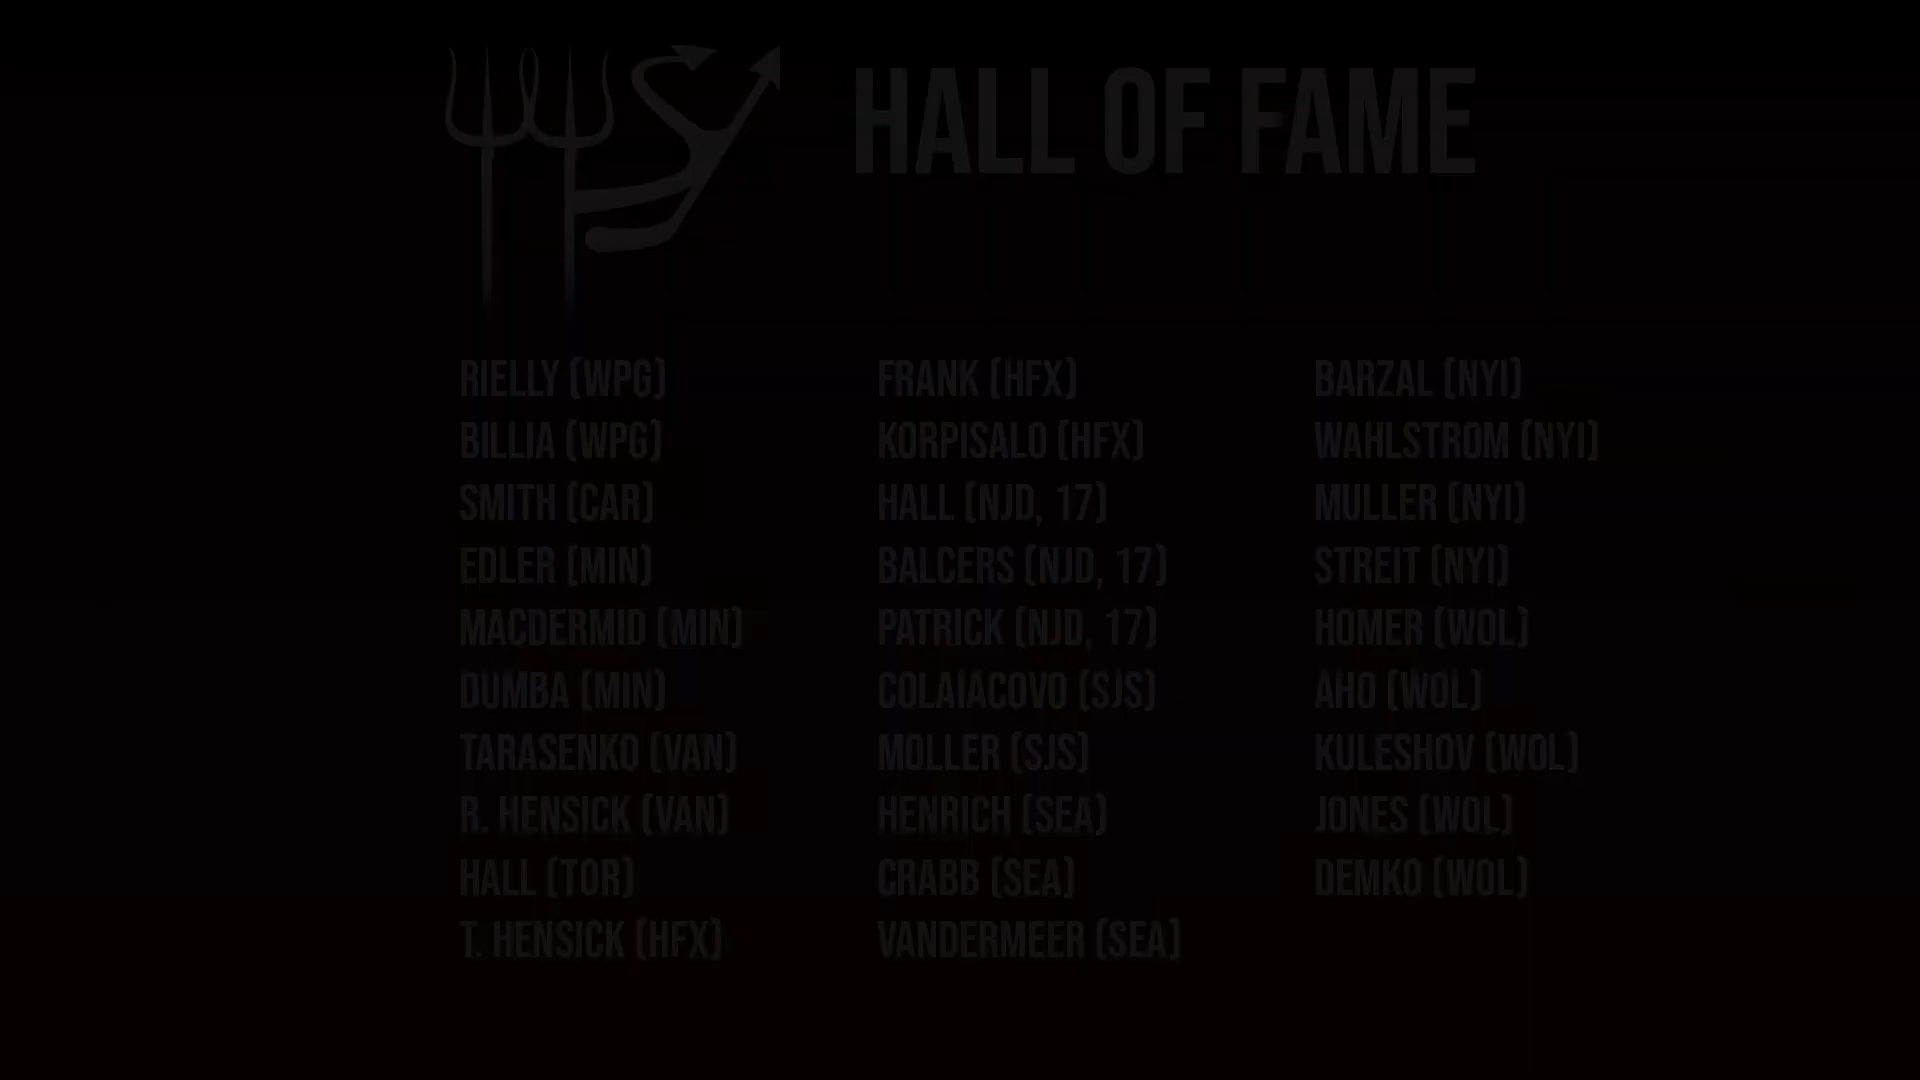 HALL OF FAME
RIELLY (WPG)
BILLIA (WPG)
SMITH (CAR)
EDLER (MIN)
MACDERMID (MIN)
DUMBA (MIN)
TARASENKO (VAN)
R. HENSICK (VAN)
HALL (TOR)
T. HENSICK (HFX)
FRANK (HFX)
KORPISALO (HFX)
HALL (NJD, 17)
BALCERS (NJD, 17)
PATRICK (NJD, 17)
COLAIACOVO (SJS)
MOLLER (SJS)
HENRICH (SEA)
CRABB (SEA)
VANDERMEER (SEA)
BARZAL (NYI)
WAHLSTROM (NYI)
MULLER (NYI)
STREIT (NYI)
HOMER (WOL)
AHO (WOL)
KULESHOV (WOL)
JONES (WOL)
DEMKO (WOL)